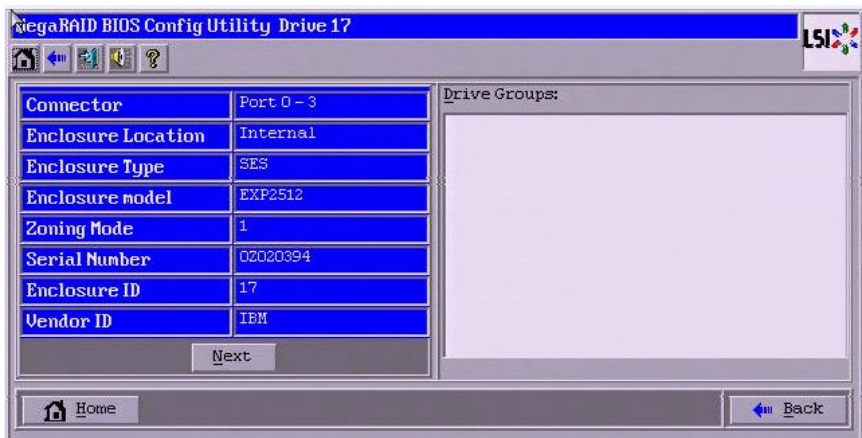 MegaRAID BIOS Config Utility Drive 17
LSI
?
Connector Port 0 - 3
Enclosure Location Internal
Enclosure Type SES
Enclosure model EXP2512
Zoning Mode 1
Serial Number 0Z020394
Enclosure ID 17
Vendor ID IBM
Next
Drive Groups:
Home
Back